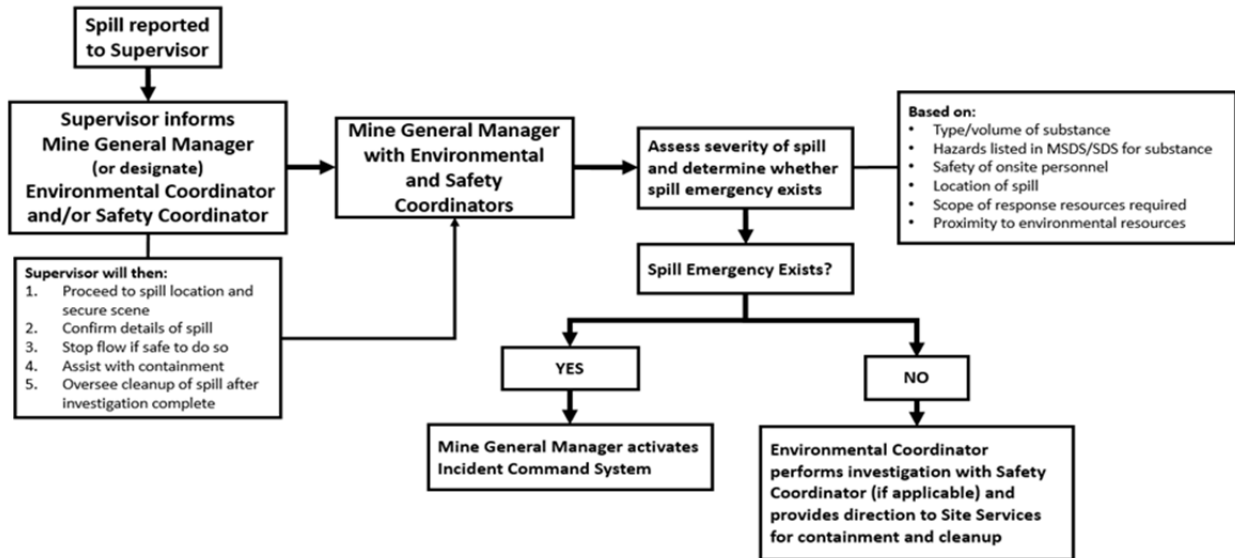 Spill reported
to Supervisor
Supervisor informs
Mine General Manager
(or designate)
Environmental Coordinator
and/or Safety Coordinator
Supervisor will then:
1. Proceed to spill location and
secure scene
2. Confirm details of spill
3. Stop flow if safe to do so
4. Assist with containment
5. Oversee cleanup of spill after
investigation complete
Mine General Manager
with Environmental
and Safety
Coordinators
Assess severity of spill
and determine whether
spill emergency exists
Based on:
• Type/volume of substance
• Hazards listed in MSDS/SDS for substance
• Safety of onsite personnel
• Location of spill
• Scope of response resources required
• Proximity to environmental resources
Spill Emergency Exists?
YES
NO
Mine General Manager activates
Incident Command System
Environmental Coordinator
performs investigation with Safety
Coordinator (if applicable) and
provides direction to Site Services
for containment and cleanup